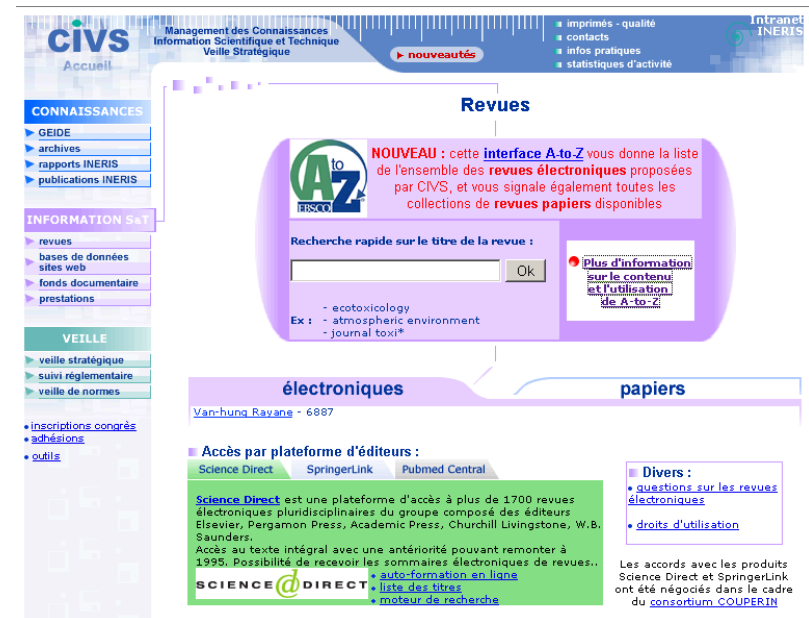 CIVS
Accueil
Management des Connaissances
Information Scientifique et Technique
Veille Stratégique
nouveautés
imprimés - qualité
contacts
infos pratiques
statistiques d'activité
Intranet
INERIS
CONNAISSANCES
GEIDE
archives
rapports INERIS
publications INERIS
INFORMATION S&T
revues
bases de données
sites web
fonds documentaire
prestations
VEILLE
veille stratégique
suivi réglementaire
veille de normes
inscriptions congrès
adhésions
outils
Revues
A to Z
EBSCO
NOUVEAU : cette interface A-to-Z vous donne la liste
de l'ensemble des revues électroniques proposées
par CIVS, et vous signale également toutes les
collections de revues papiers disponibles
Recherche rapide sur le titre de la revue :
Ok
Ex :
- ecotoxicology
- atmospheric environment
- journal toxi*
Plus d'information
sur le contenu
et l'utilisation
de A-to-Z
électroniques
papiers
Van-hung Rayane - 6887
Accès par plateforme d'éditeurs :
Science Direct
SpringerLink
Pubmed Central
Science Direct est une plateforme d'accès à plus de 1700 revues
électroniques pluridisciplinaires du groupe composé des éditeurs
Elsevier, Pergamon Press, Academic Press, Churchill Livingstone, W.B.
Saunders.
Accès au texte intégral avec une antériorité pouvant remonter à
1995. Possibilité de recevoir les sommaires électroniques de revues..
SCIENCE @ DIRECT
auto-formation en ligne
liste des titres
moteur de recherche
Divers :
questions sur les revues
électroniques
droits d'utilisation
Les accords avec les produits
Science Direct et SpringerLink
ont été négociés dans le cadre
du consortium COUPERIN